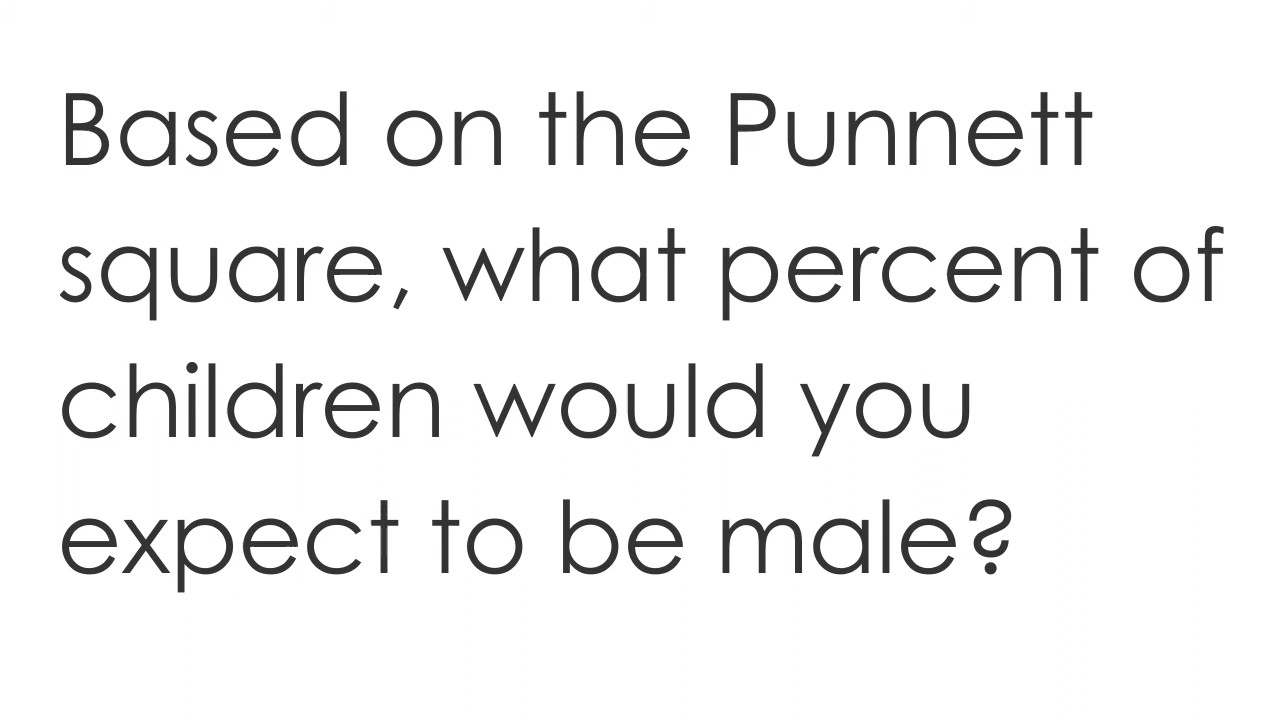 Based on the Punnett
square, what percent of
children would you
expect to be male?